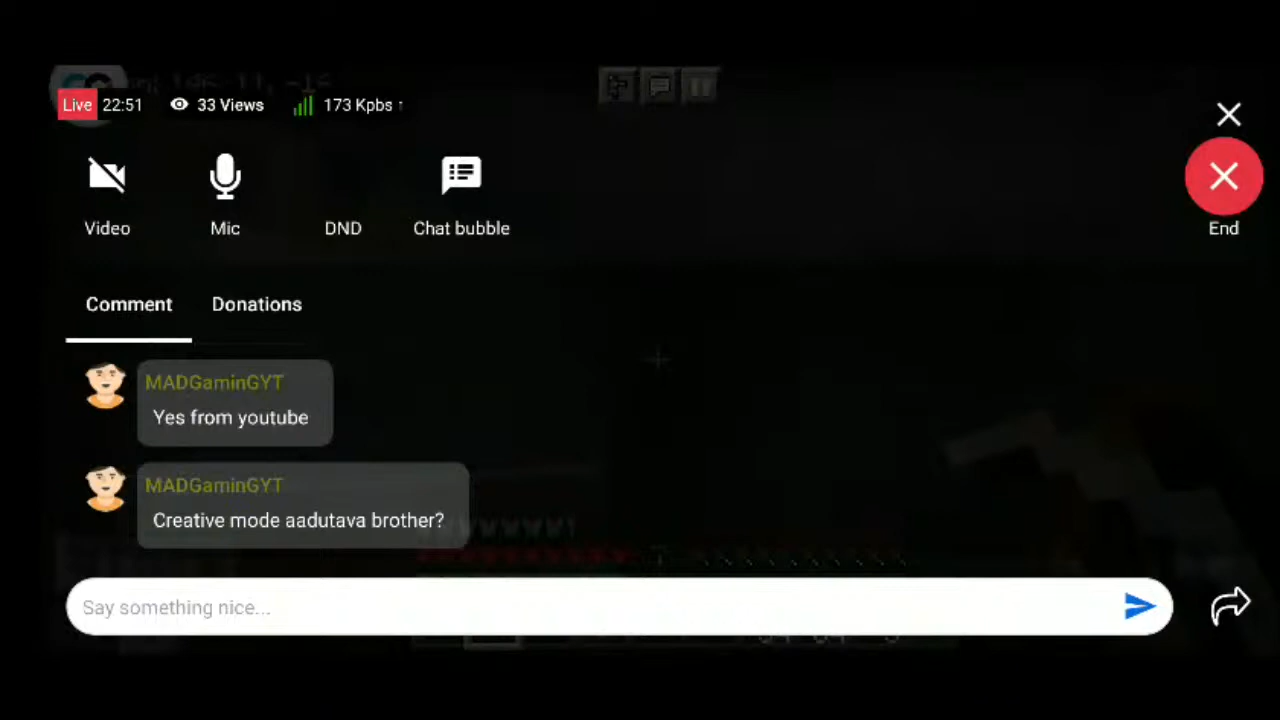 Live 22:51 33 Views 173 Kpbs ↑
Video Mic DND Chat bubble
End
Comment Donations
MADGaminGYT
Yes from youtube
MADGaminGYT
Creative mode aadutava brother?
Say something nice...